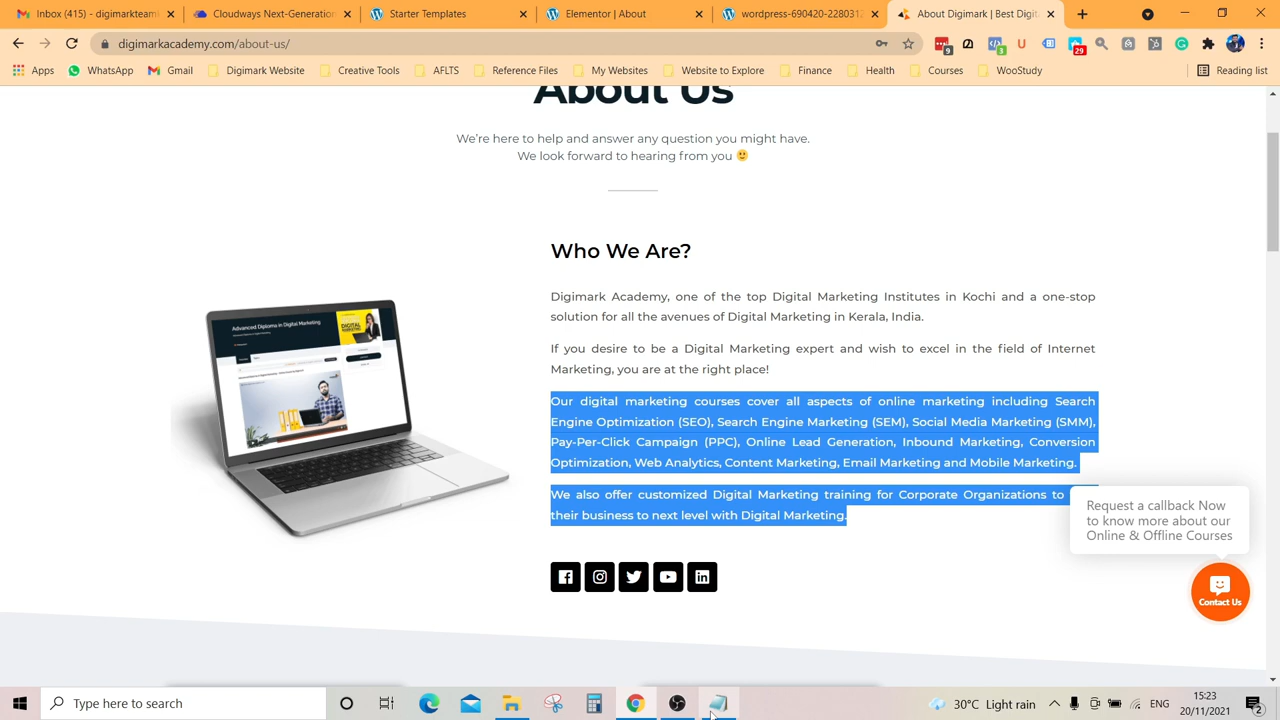 Inbox (415) - digimarkteam
Cloudways Next-Generation
Starter Templates
Elementor | About
wordpress-690420-2280312
About Digimark | Best Digi
digimarkacademy.com/about-us/
9
3
29
Apps
WhatsApp
Gmail
Digimark Website
Creative Tools
AFLTS
Reference Files
My Websites
Website to Explore
Finance
Health
Courses
WooStudy
Reading list
About Us
We're here to help and answer any question you might have.
We look forward to hearing from you 🙂
Who We Are?
Digimark Academy, one of the top Digital Marketing Institutes in Kochi and a one-stop
solution for all the avenues of Digital Marketing in Kerala, India.
If you desire to be a Digital Marketing expert and wish to excel in the field of Internet
Marketing, you are at the right place!
Our digital marketing courses cover all aspects of online marketing including Search
Engine Optimization (SEO), Search Engine Marketing (SEM), Social Media Marketing (SMM),
Pay-Per-Click Campaign (PPC), Online Lead Generation, Inbound Marketing, Conversion
Optimization, Web Analytics, Content Marketing, Email Marketing and Mobile Marketing.
We also offer customized Digital Marketing training for Corporate Organizations to
their business to next level with Digital Marketing.
Advanced Diploma in Digital Marketing
DIGITAL
Request a callback Now
to know more about our
Online & Offline Courses
Contact Us
Type here to search
30°C Light rain
ENG
15:23
20/11/2021
2